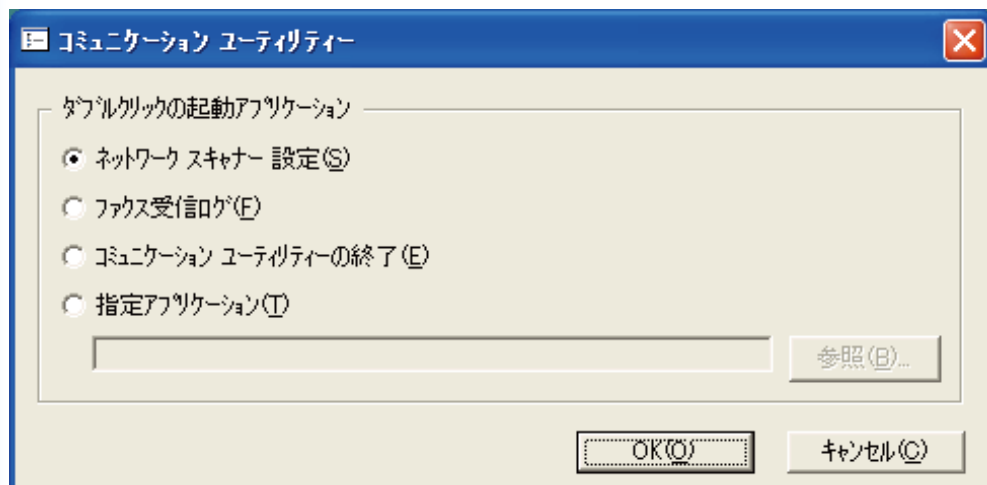 コミュニケーション ユーティリティー
ダブルクリックの起動アプリケーション
ネットワーク スキャナー 設定(S)
ファクス受信ログ(F)
コミュニケーション ユーティリティーの終了(E)
指定アプリケーション(T)
参照(B)...
OK(O)
キャンセル(C)